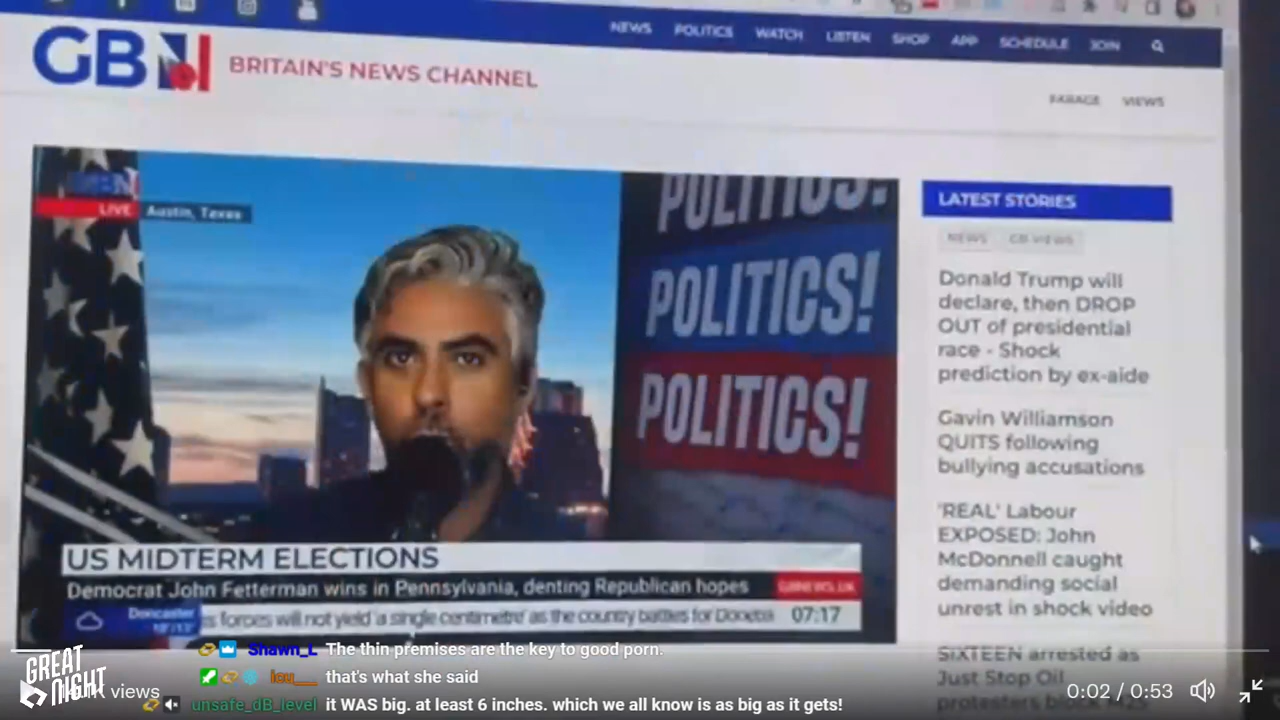 NEWS POLITICS WATCH LISTEN SHOP APP SCHEDULE JOIN
GBN BRITAIN'S NEWS CHANNEL
FARAGE VIEWS
GBN
LIVE Austin, Texas
POLITICS!
POLITICS!
POLITICS!
US MIDTERM ELECTIONS
Democrat John Fetterman wins in Pennsylvania, denting Republican hopes GBNEWS.UK
Doncaster
s forces will not yield 'a single centimetre' as the country battles for Donetsk 07:17
LATEST STORIES
NEWS GB VIEWS
Donald Trump will
declare, then DROP
OUT of presidential
race - Shock
prediction by ex-aide
Gavin Williamson
QUITS following
bullying accusations
'REAL' Labour
EXPOSED: John
McDonnell caught
demanding social
unrest in shock video
SIXTEEN arrested as
Just Stop Oil
protesters block M25
GREAT
NIGHT
views
Shawn_L The thin premises are the key to good porn.
icu___ that's what she said
unsafe_dB_level it WAS big. at least 6 inches. which we all know is as big as it gets!
0:02 / 0:53